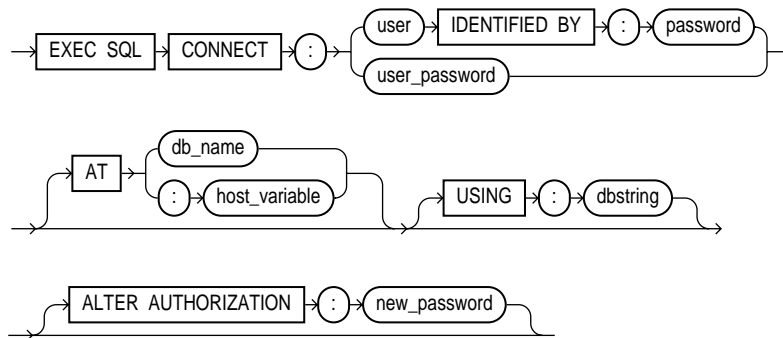 EXEC SQL CONNECT : user IDENTIFIED BY : password
user_password
AT db_name
: host_variable
USING : dbstring
ALTER AUTHORIZATION : new_password